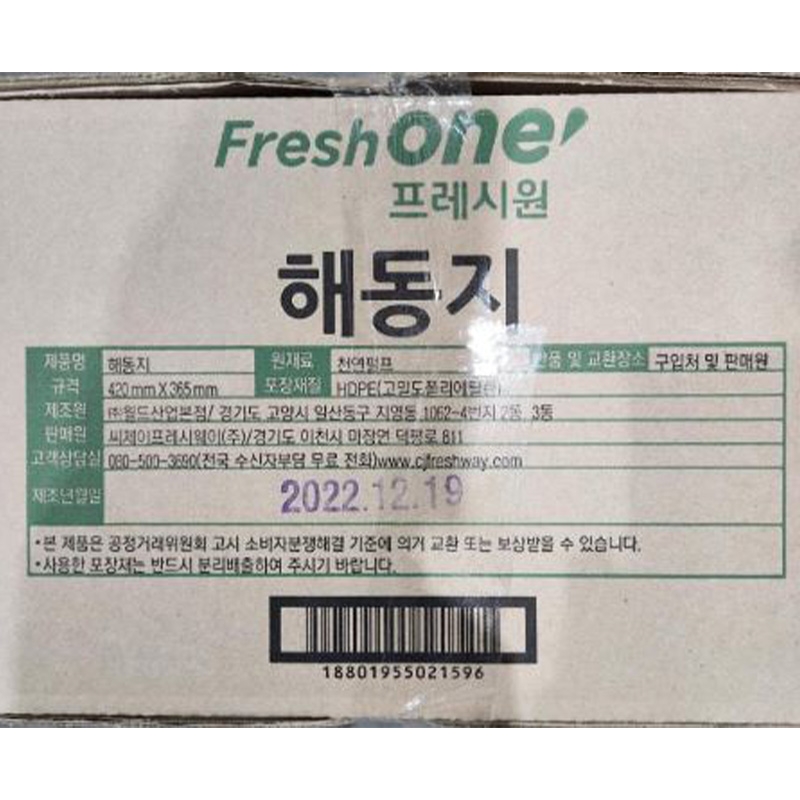 Freshone
프레시원
해동지
제품명 해동지 원재료 천연펄프 반품 및 교환장소 구입처 및 판매원
규격 420mm X 365mm 포장재질 HDPE(고밀도폴리에틸렌)
제조원 ㈜월드산업본점/ 경기도 고양시 일산동구 지영동 1062-4번지 2동, 3동
판매원 씨제이프레시웨이(주)/경기도 이천시 마장면 덕평로 811
고객상담실 080-500-3690(전국 수신자부담 무료 전화)www.cjfreshway.com
제조년월일 2022.12.19
•본 제품은 공정거래위원회 고시 소비자분쟁해결 기준에 의거 교환 또는 보상받을 수 있습니다.
•사용한 포장재는 반드시 분리배출하여 주시기 바랍니다.
18801955021596